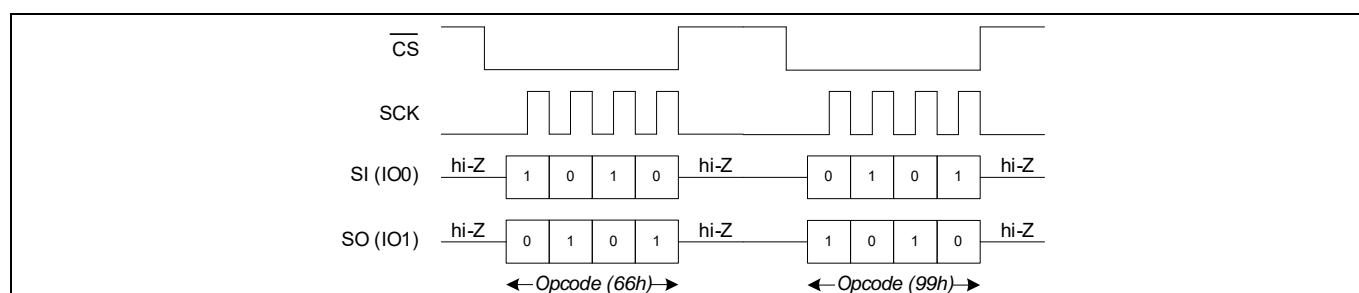 CS
SCK
SI (IO0) hi-Z 1 0 1 0 hi-Z 0 1 0 1 hi-Z
SO (IO1) hi-Z 0 1 0 1 hi-Z 1 0 1 0 hi-Z
Opcode (66h) Opcode (99h)